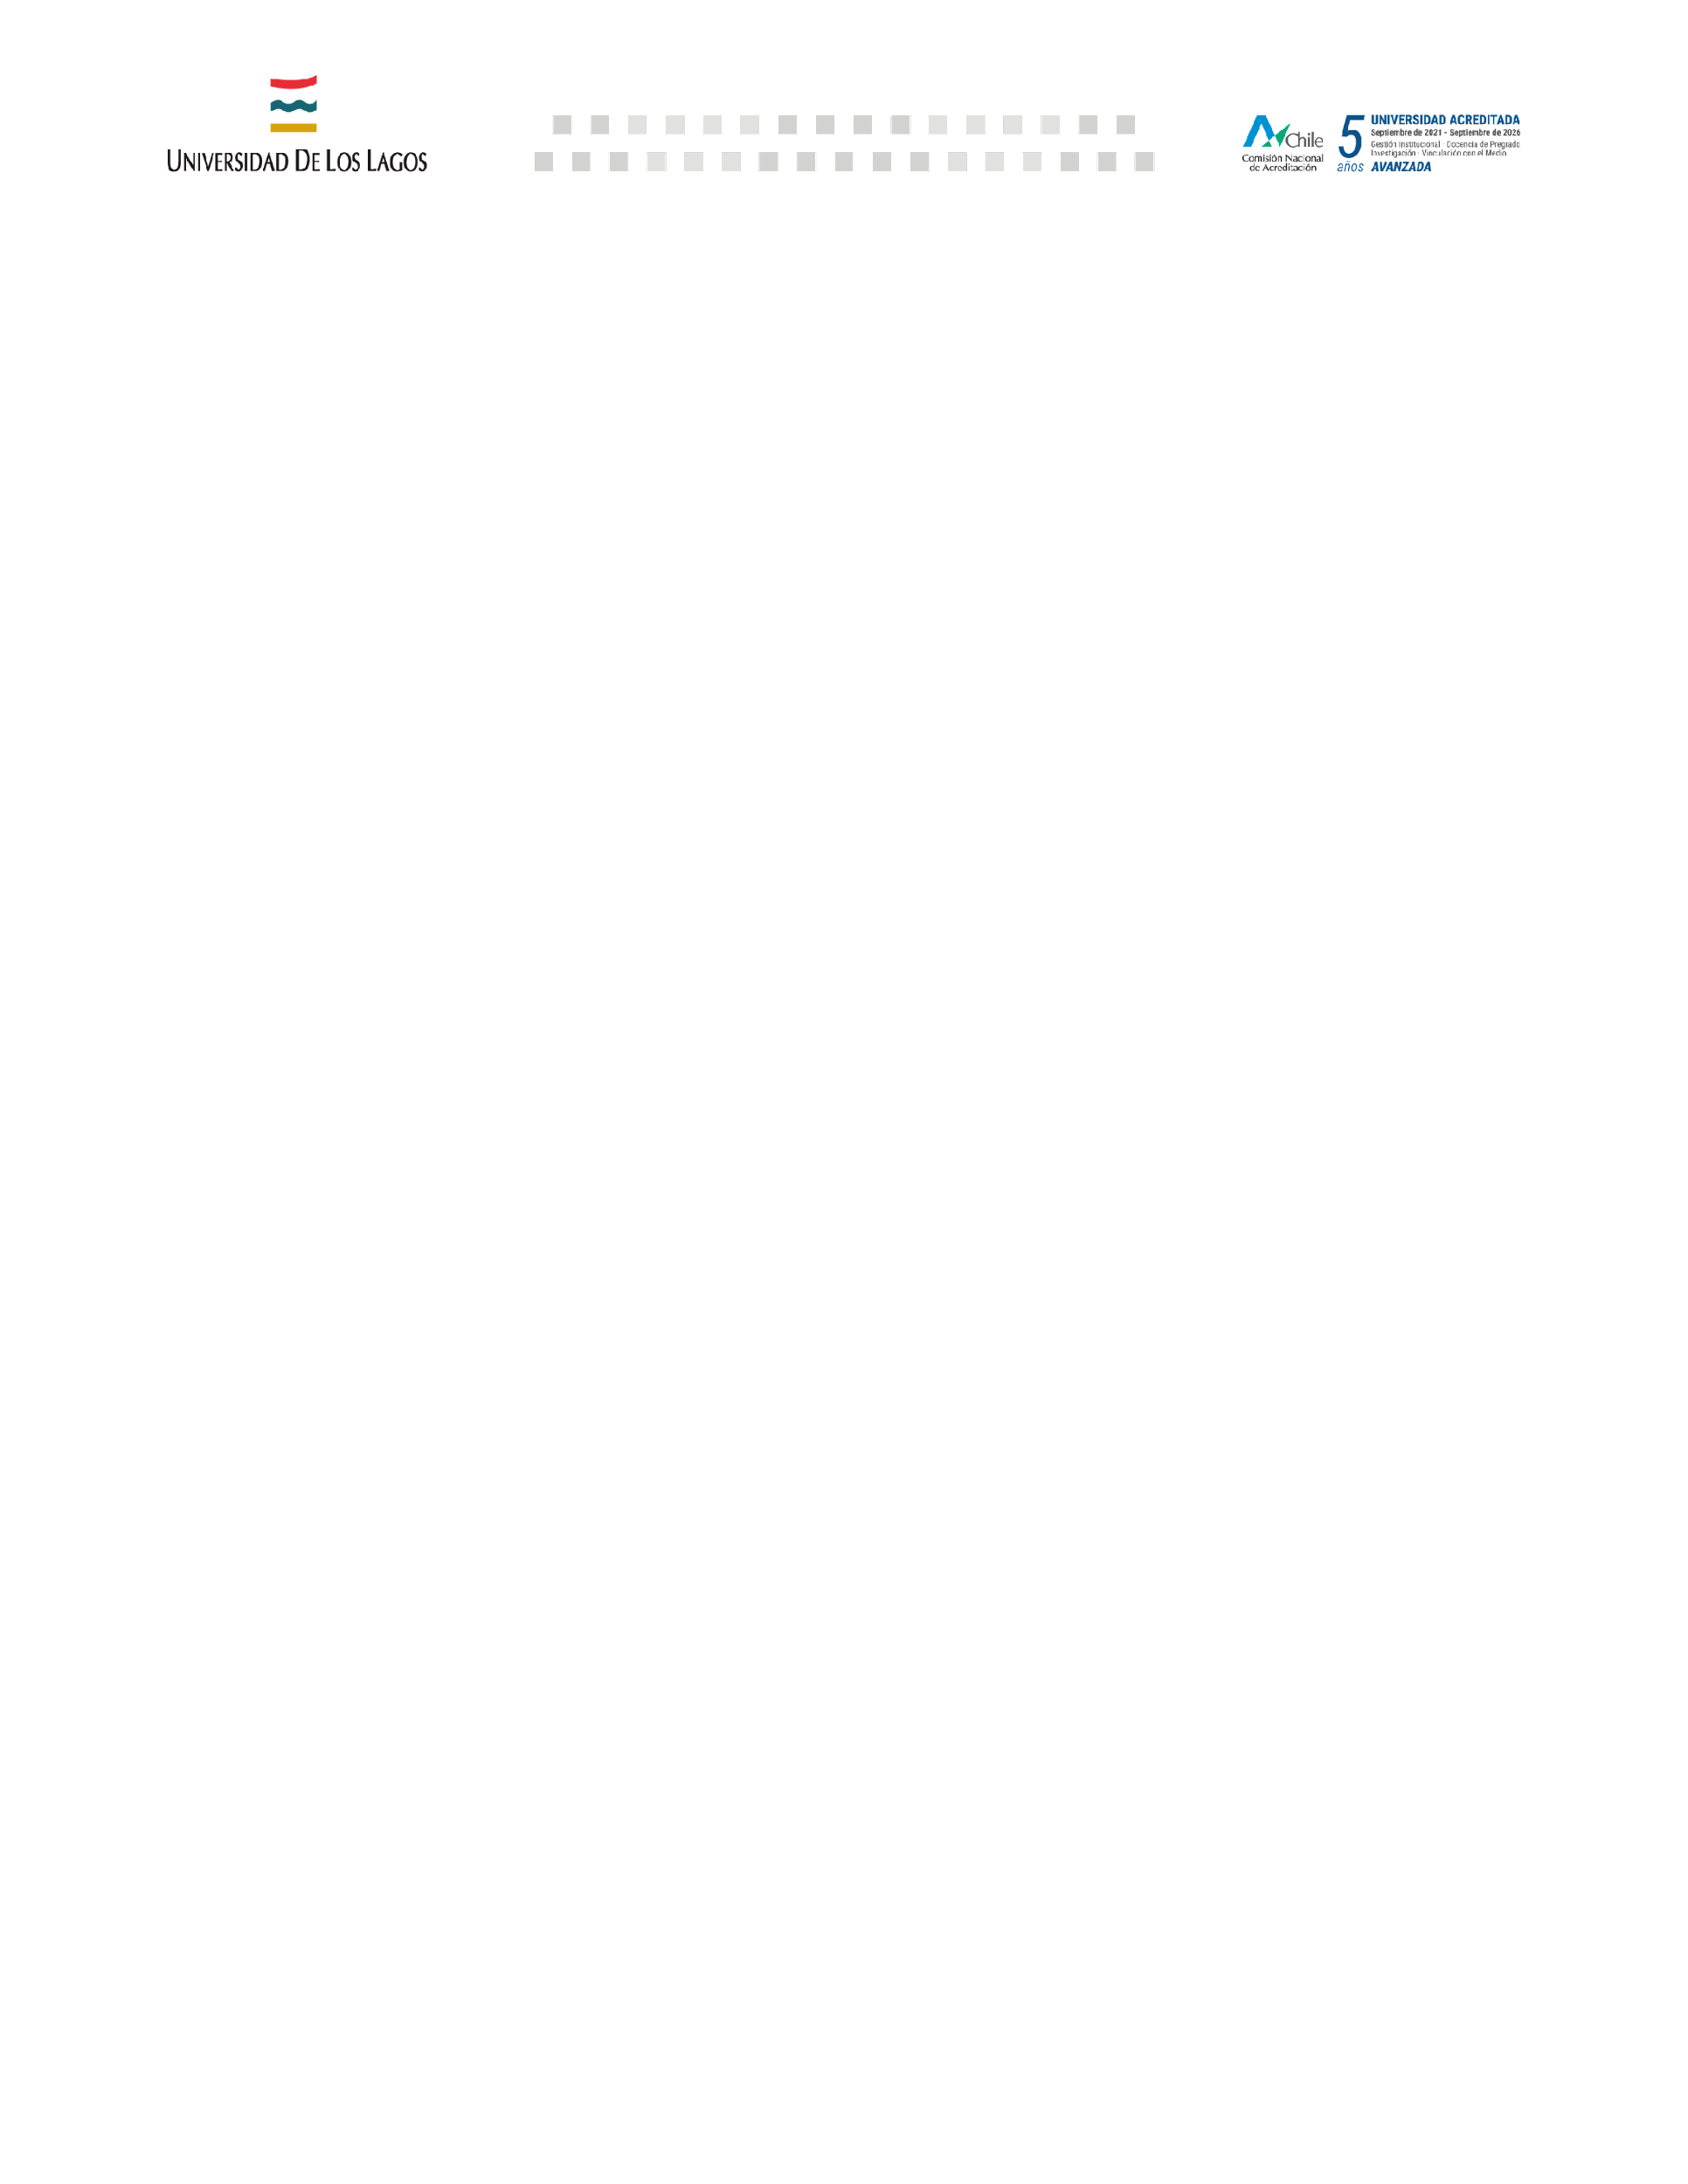 UNIVERSIDAD DE LOS LAGOS
Chile
Comisión Nacional
de Acreditación
5
años
UNIVERSIDAD ACREDITADA
Septiembre de 2021 - Septiembre de 2026
Gestión Institucional - Docencia de Pregrado
Investigación - Vinculación con el Medio
AVANZADA